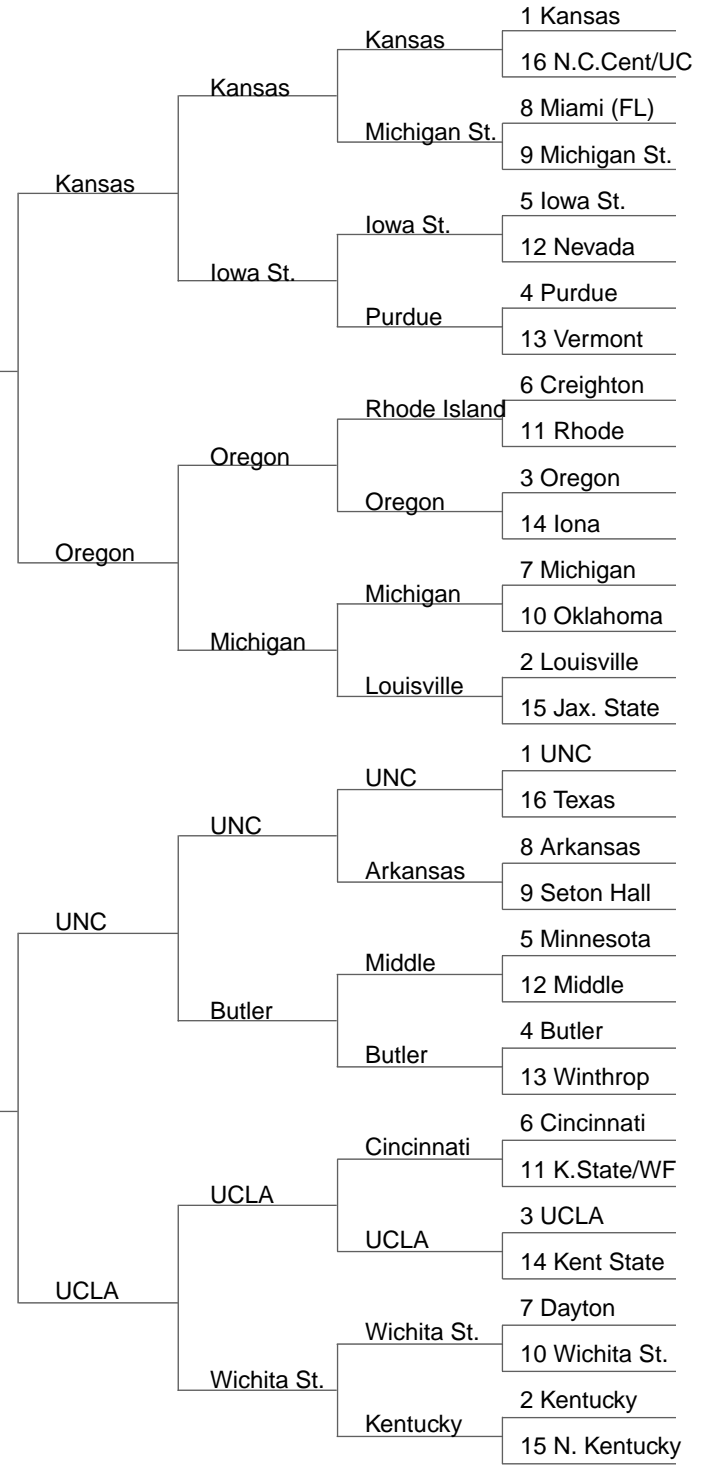 1 Kansas
Kansas
16 N.C.Cent/UC
Kansas
8 Miami (FL)
Michigan St.
9 Michigan St.
Kansas
5 Iowa St.
Iowa St.
12 Nevada
Iowa St.
4 Purdue
Purdue
13 Vermont
6 Creighton
Rhode Island
11 Rhode
Oregon
3 Oregon
Oregon
14 Iona
Oregon
7 Michigan
Michigan
10 Oklahoma
Michigan
2 Louisville
Louisville
15 Jax. State
1 UNC
UNC
16 Texas
UNC
8 Arkansas
Arkansas
9 Seton Hall
UNC
5 Minnesota
Middle
12 Middle
Butler
4 Butler
Butler
13 Winthrop
6 Cincinnati
Cincinnati
11 K.State/WF
UCLA
3 UCLA
UCLA
14 Kent State
UCLA
7 Dayton
Wichita St.
10 Wichita St.
Wichita St.
2 Kentucky
Kentucky
15 N. Kentucky